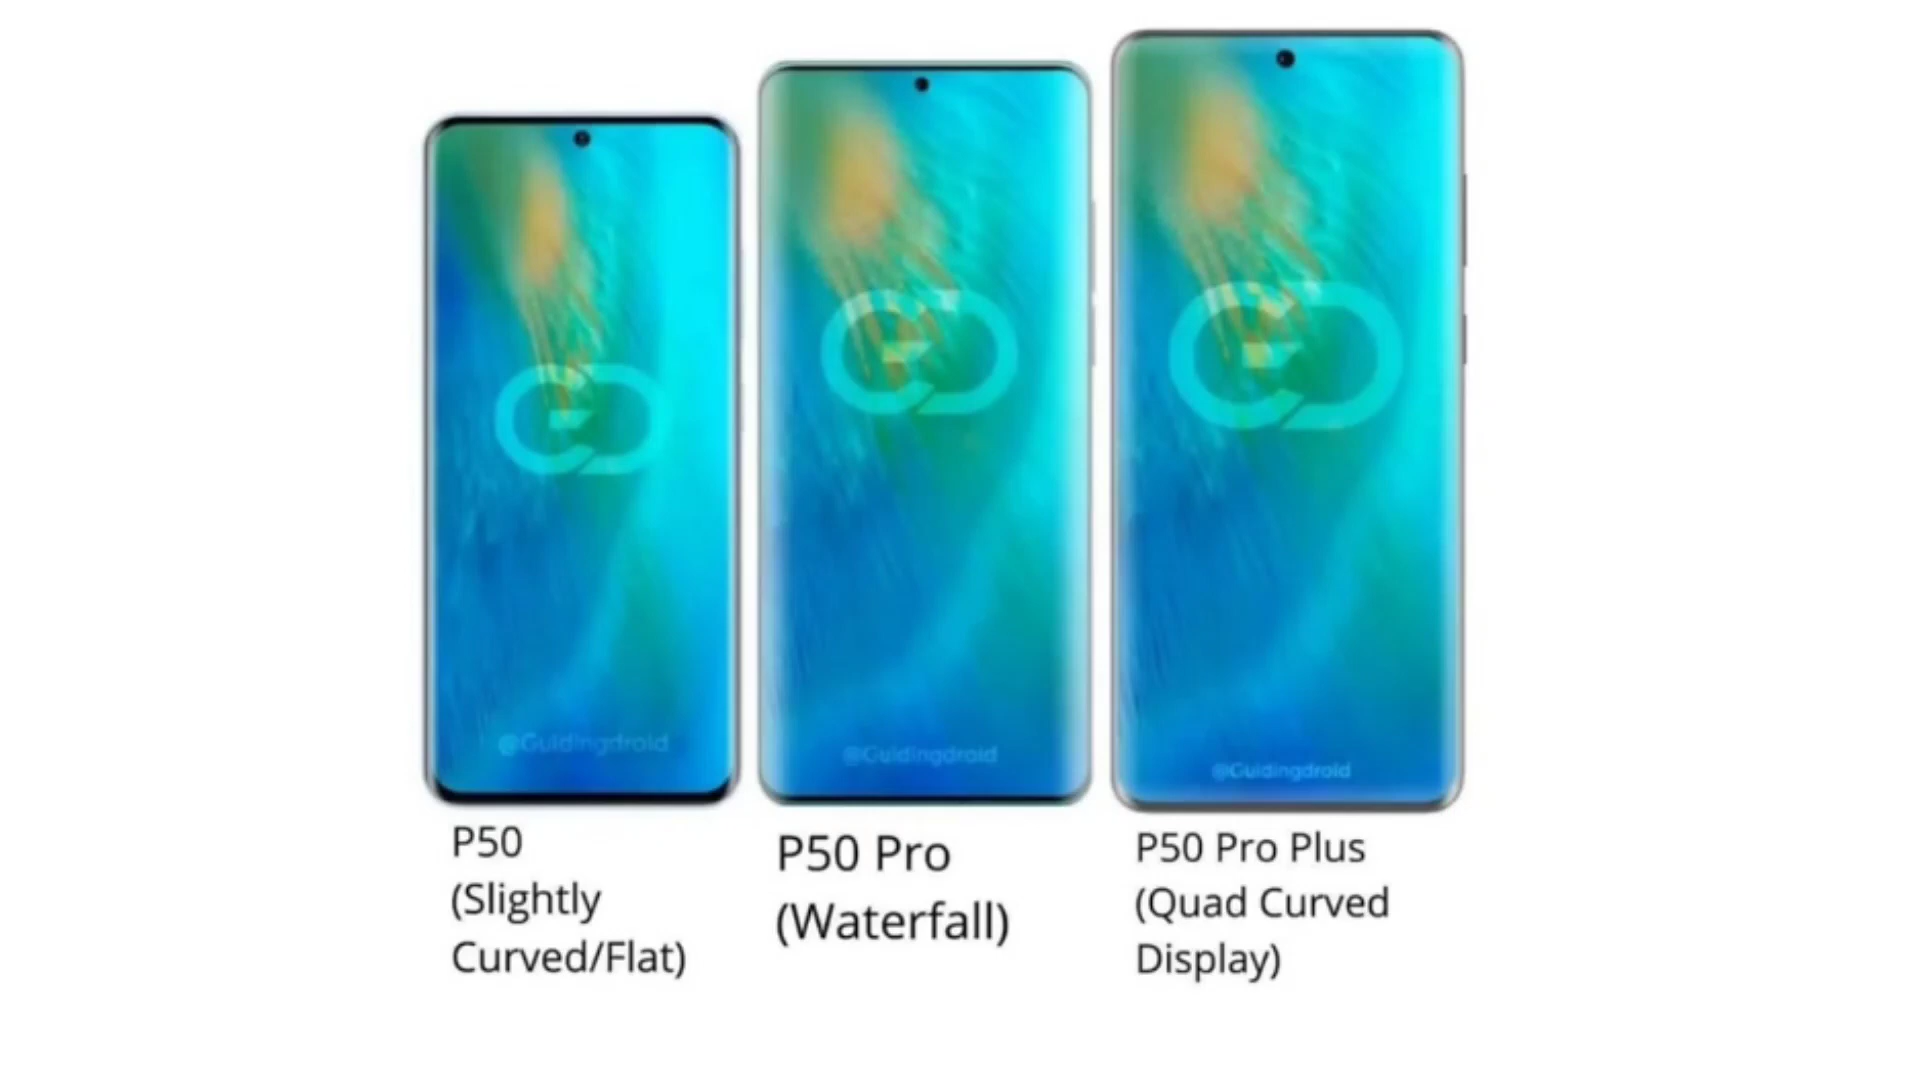 @Guidingdroid
@Guidingdroid
@Guidingdroid
P50
(Slightly
Curved/Flat)
P50 Pro
(Waterfall)
P50 Pro Plus
(Quad Curved
Display)